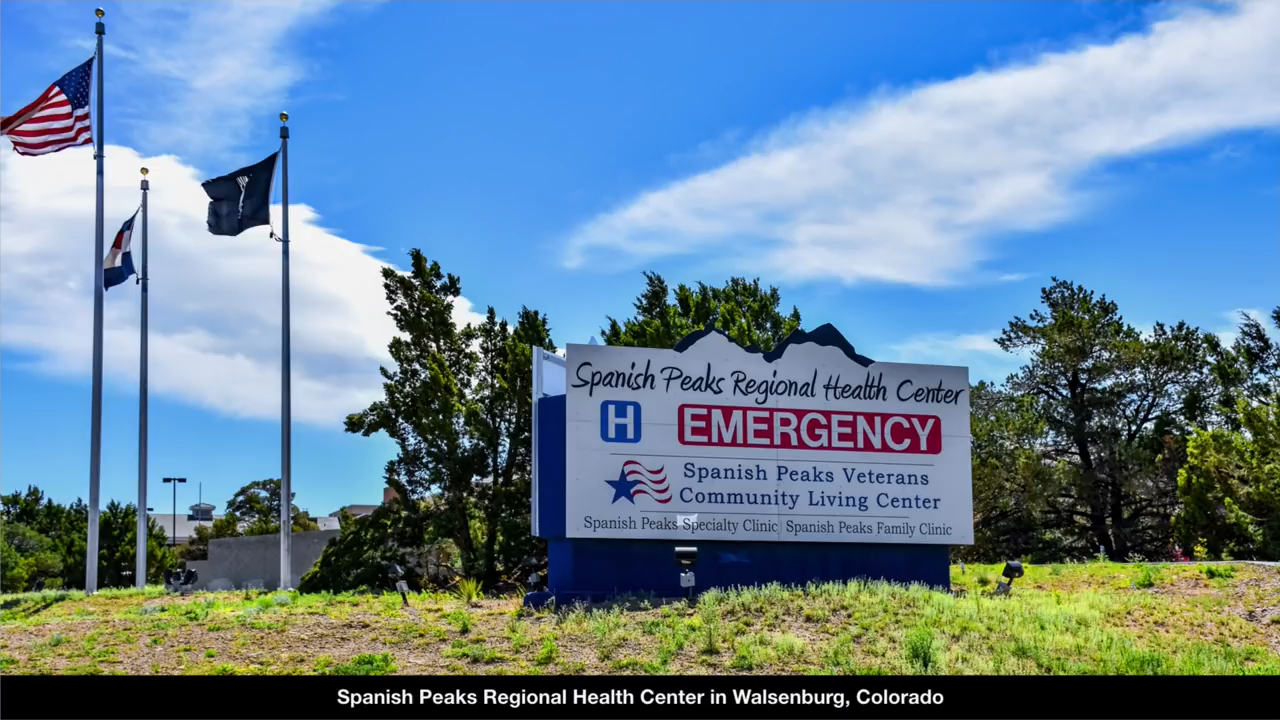 Spanish Peaks Regional Health Center
H EMERGENCY
Spanish Peaks Veterans
Community Living Center
Spanish Peaks Specialty Clinic | Spanish Peaks Family Clinic
Spanish Peaks Regional Health Center in Walsenburg, Colorado